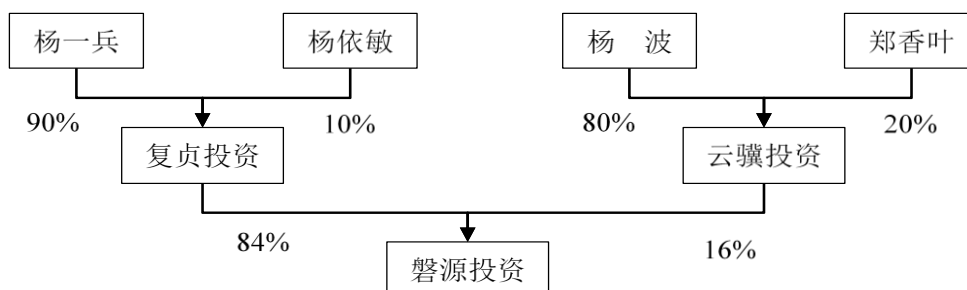 杨一兵
杨依敏
杨 波
郑香叶
90%
10%
80%
20%
复贞投资
云骥投资
84%
16%
磐源投资